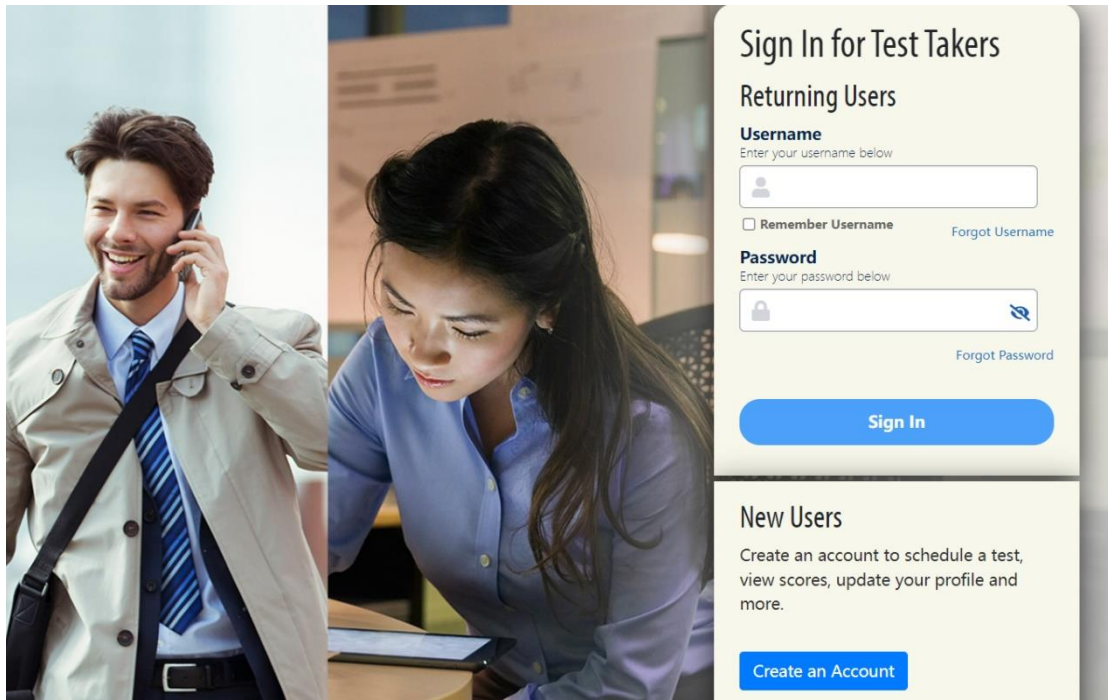 Sign In for Test Takers
Returning Users
Username
Enter your username below
Remember Username
Forgot Username
Password
Enter your password below
Forgot Password
Sign In
New Users
Create an account to schedule a test,
view scores, update your profile and
more.
Create an Account